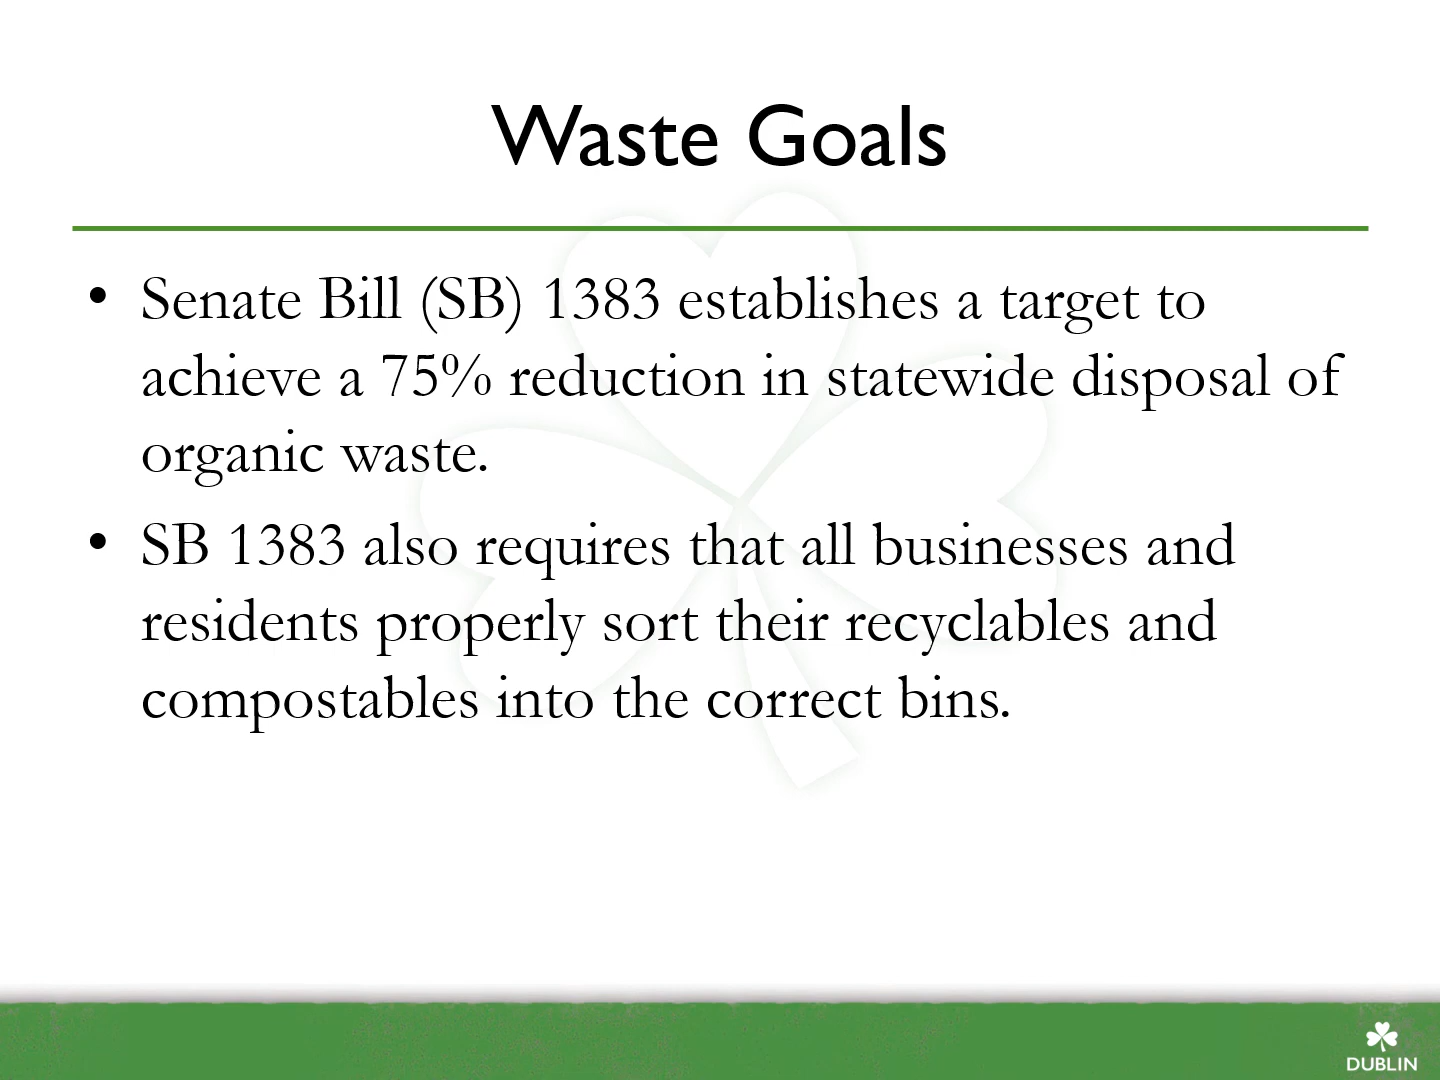 Waste Goals
• Senate Bill (SB) 1383 establishes a target to
achieve a 75% reduction in statewide disposal of
organic waste.
• SB 1383 also requires that all businesses and
residents properly sort their recyclables and
compostables into the correct bins.
DUBLIN